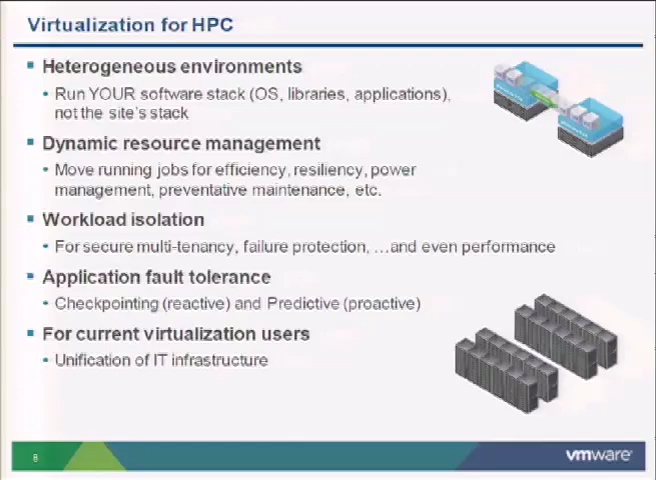 Virtualization for HPC
Heterogeneous environments
Run YOUR software stack (OS, libraries, applications),
not the site's stack
Dynamic resource management
Move running jobs for efficiency, resiliency, power
management, preventative maintenance, etc.
Workload isolation
For secure multi-tenancy, failure protection, …and even performance
Application fault tolerance
Checkpointing (reactive) and Predictive (proactive)
For current virtualization users
Unification of IT infrastructure
8
vmware